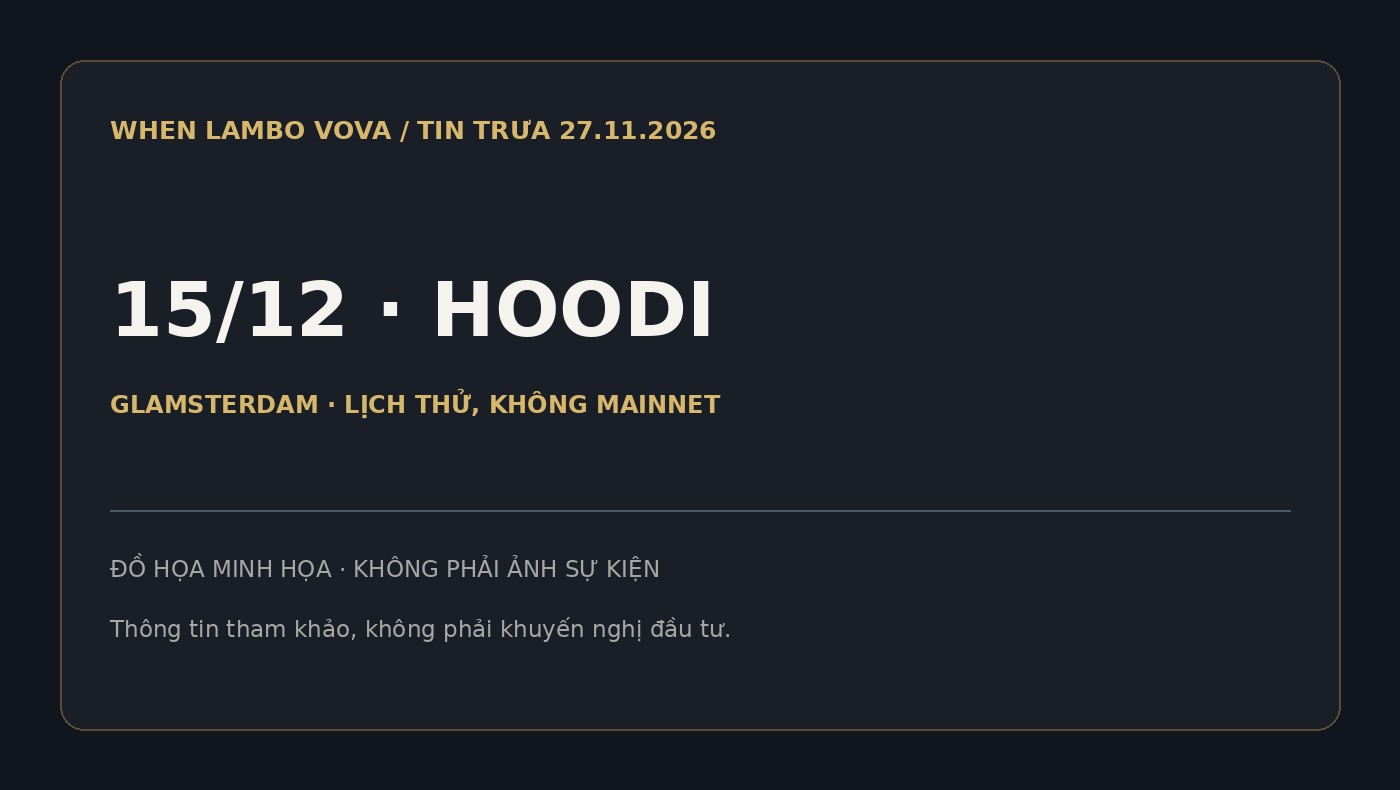 WHEN LAMBO VOVA / TIN TRƯA 27.11.2026
15/12 · HOODI
GLAMSTERDAM · LỊCH THỬ, KHÔNG MAINNET
ĐỒ HỌA MINH HỌA · KHÔNG PHẢI ẢNH SỰ KIỆN
Thông tin tham khảo, không phải khuyến nghị đầu tư.